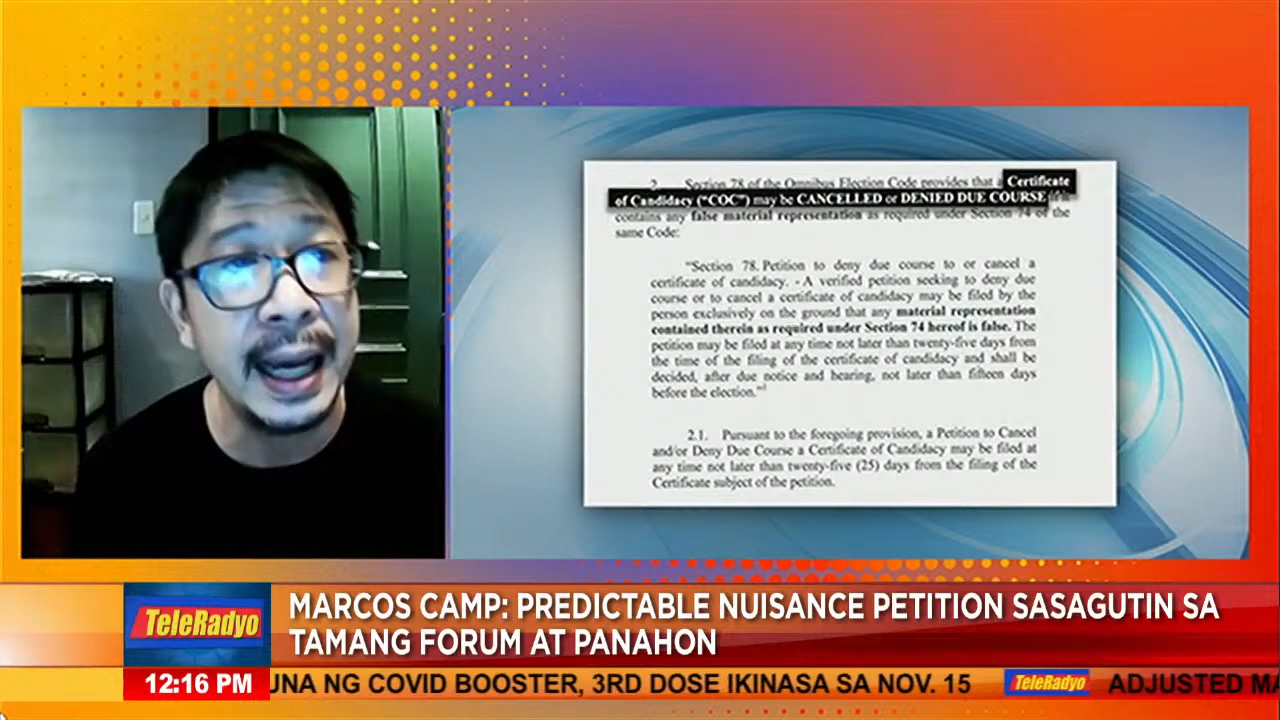 2. Section 78 of the Omnibus Election Code provides that a Certificate
of Candidacy ("COC") may be CANCELLED or DENIED DUE COURSE if it
contains any false material representation as required under Section 74 of the
same Code:
"Section 78. Petition to deny due course to or cancel a
certificate of candidacy. - A verified petition seeking to deny due
course or to cancel a certificate of candidacy may be filed by the
person exclusively on the ground that any material representation
contained therein as required under Section 74 hereof is false. The
petition may be filed at any time not later than twenty-five days from
the time of the filing of the certificate of candidacy and shall be
decided, after due notice and hearing, not later than fifteen days
before the election."1
2.1. Pursuant to the foregoing provision, a Petition to Cancel
and/or Deny Due Course a Certificate of Candidacy may be filed at
any time not later than twenty-five (25) days from the filing of the
Certificate subject of the petition.
TeleRadyo
MARCOS CAMP: PREDICTABLE NUISANCE PETITION SASAGUTIN SA
TAMANG FORUM AT PANAHON
12:16 PM
UNA NG COVID BOOSTER, 3RD DOSE IKINASA SA NOV. 15
TeleRadyo
ADJUSTED MA